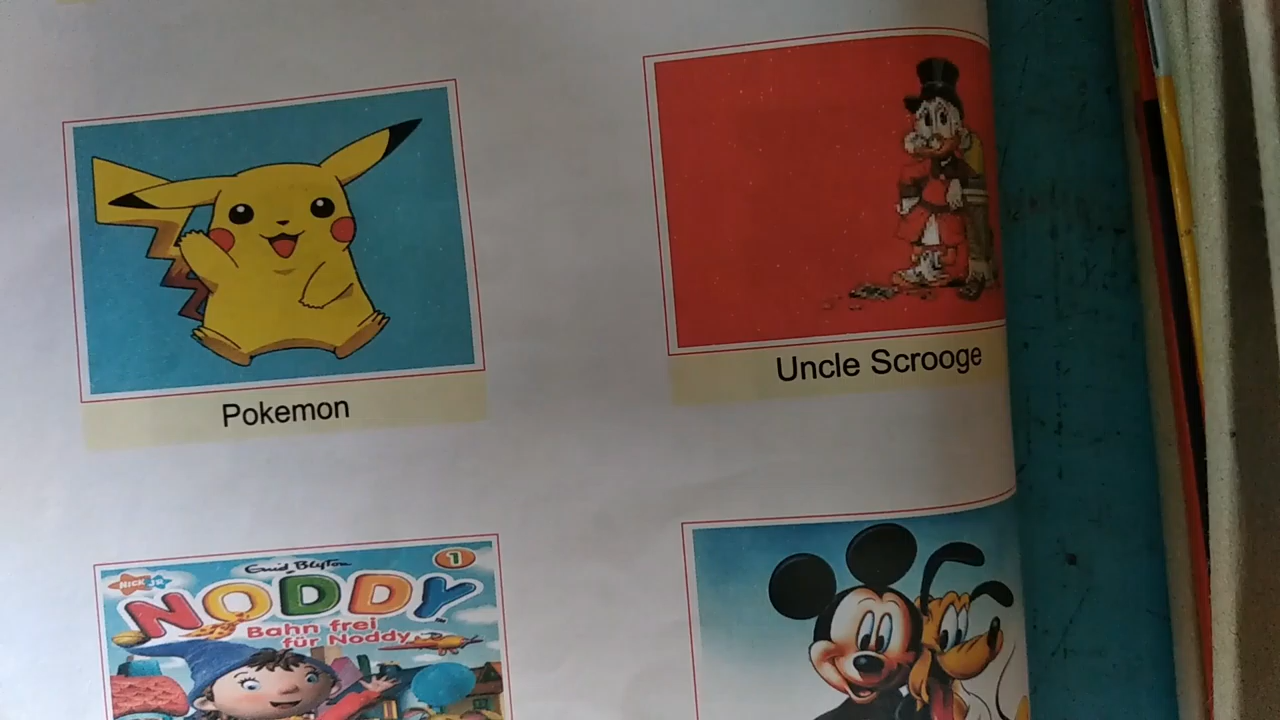 Pokemon
Uncle Scrooge
Enid Blyton
1
NICK JR
NODDY
Bahn frei
für Noddy